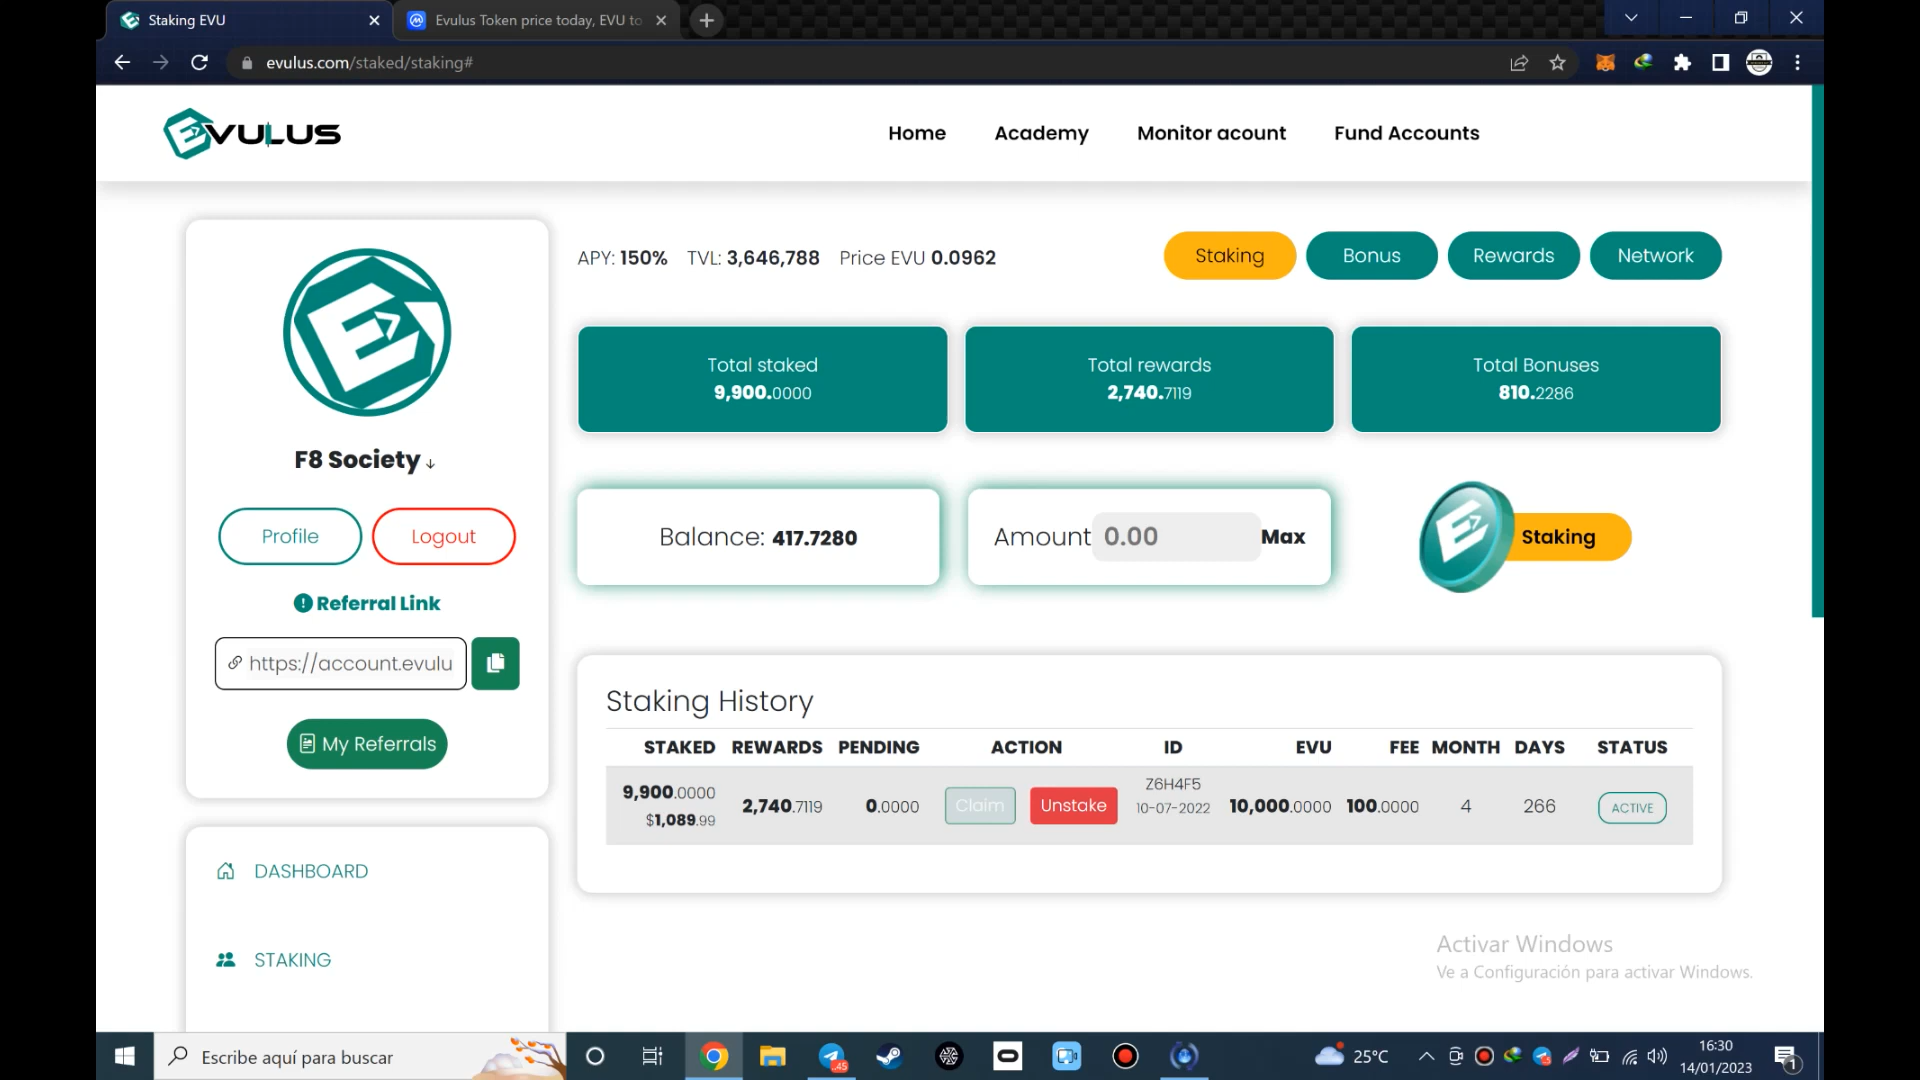 Staking EVU
Evulus Token price today, EVU to
evulus.com/staked/staking#
EVULUS
Home
Academy
Monitor acount
Fund Accounts
APY: 150% TVL: 3,646,788 Price EVU 0.0962
Staking
Bonus
Rewards
Network
Total staked
9,900.0000
Total rewards
2,740.7119
Total Bonuses
810.2286
F8 Society ↓
Profile
Logout
Referral Link
https://account.evulu
My Referrals
Balance: 417.7280
Amount 0.00 Max
Staking
Staking History
STAKED REWARDS PENDING ACTION ID EVU FEE MONTH DAYS STATUS
9,900.0000
$1,089.99
2,740.7119
0.0000
Claim
Unstake
Z6H4F5
10-07-2022
10,000.0000
100.0000
4
266
ACTIVE
DASHBOARD
STAKING
Activar Windows
Ve a Configuración para activar Windows.
Escribe aquí para buscar
.45
25°C
16:30
14/01/2023
1